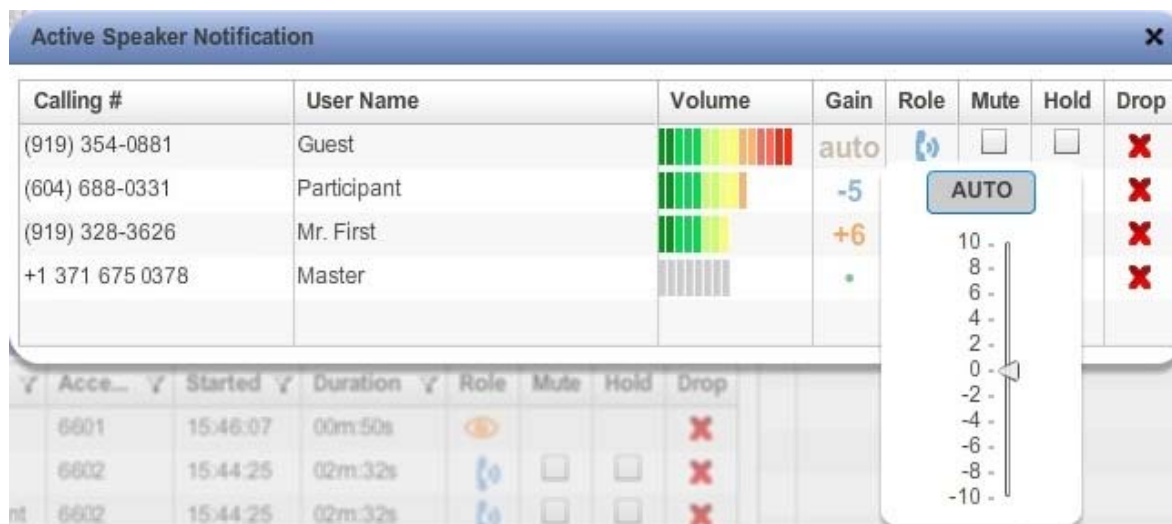 Active Speaker Notification
Calling # User Name Volume Gain Role Mute Hold Drop
(919) 354-0881 Guest auto
(604) 688-0331 Participant -5
(919) 328-3626 Mr. First +6
+1 371 675 0378 Master
AUTO
10 -
8 -
6 -
4 -
2 -
0 -
-2 -
-4 -
-6 -
-8 -
-10 -
Acce... Started Duration Role Mute Hold Drop
6601 15:46:07 00m:50s
6602 15:44:25 02m:32s
nt 6602 15:44:25 02m:32s